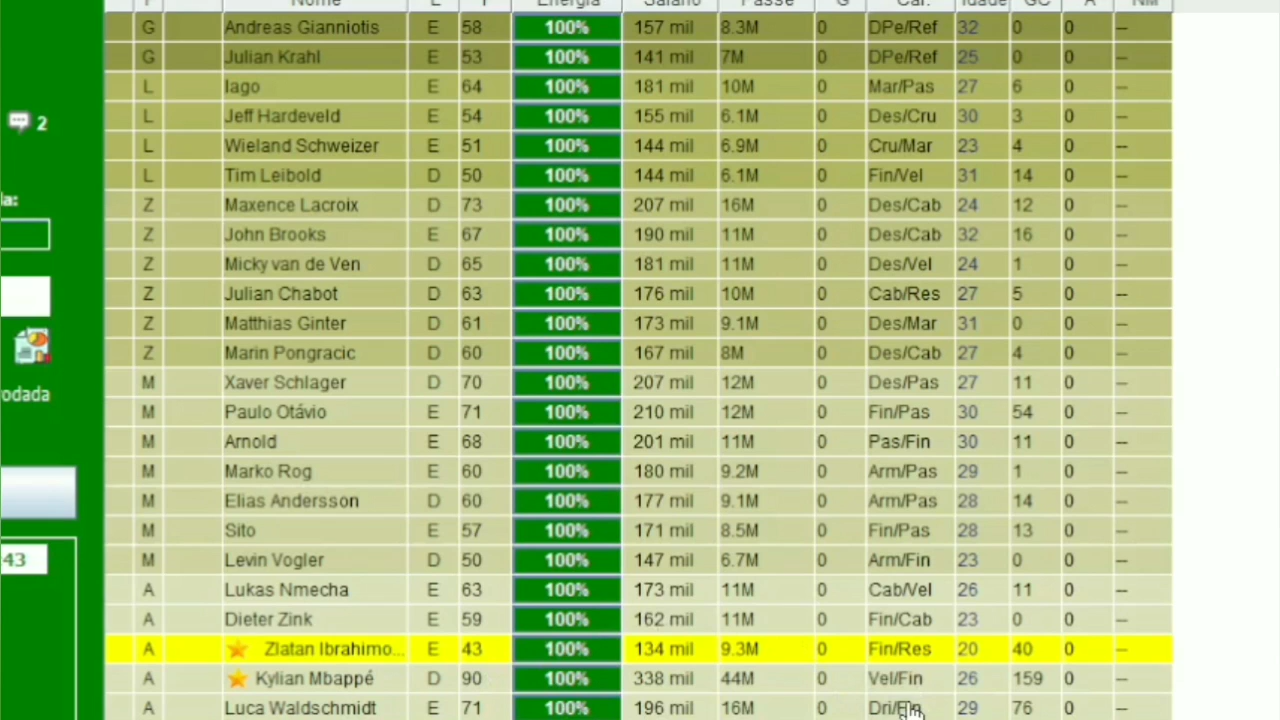 P Nome L F Energia Salário Passe G Car. Idade GC A NM
G Andreas Gianniotis E 58 100% 157 mil 8.3M 0 DPe/Ref 32 0 0 –
G Julian Krahl E 53 100% 141 mil 7M 0 DPe/Ref 25 0 0 –
L Iago E 64 100% 181 mil 10M 0 Mar/Pas 27 6 0 –
2
L Jeff Hardeveld E 54 100% 155 mil 6.1M 0 Des/Cru 30 3 0 –
L Wieland Schweizer E 51 100% 144 mil 6.9M 0 Cru/Mar 23 4 0 –
L Tim Leibold D 50 100% 144 mil 6.1M 0 Fin/Vel 31 14 0 –
la:
Z Maxence Lacroix D 73 100% 207 mil 16M 0 Des/Cab 24 12 0 –
Z John Brooks E 67 100% 190 mil 11M 0 Des/Cab 32 16 0 –
Z Micky van de Ven D 65 100% 181 mil 11M 0 Des/Vel 24 1 0 –
Z Julian Chabot D 63 100% 176 mil 10M 0 Cab/Res 27 5 0 –
Z Matthias Ginter D 61 100% 173 mil 9.1M 0 Des/Mar 31 0 0 –
Z Marin Pongracic D 60 100% 167 mil 8M 0 Des/Cab 27 4 0 –
M Xaver Schlager D 70 100% 207 mil 12M 0 Des/Pas 27 11 0 –
odada
M Paulo Otávio E 71 100% 210 mil 12M 0 Fin/Pas 30 54 0 –
M Arnold E 68 100% 201 mil 11M 0 Pas/Fin 30 11 0 –
M Marko Rog E 60 100% 180 mil 9.2M 0 Arm/Pas 29 1 0 –
M Elias Andersson D 60 100% 177 mil 9.1M 0 Arm/Pas 28 14 0 –
M Sito E 57 100% 171 mil 8.5M 0 Fin/Pas 28 13 0 –
M Levin Vogler D 50 100% 147 mil 6.7M 0 Arm/Fin 23 0 0 –
43
A Lukas Nmecha E 63 100% 173 mil 11M 0 Cab/Vel 26 11 0 –
A Dieter Zink E 59 100% 162 mil 11M 0 Fin/Cab 23 0 0 –
A Zlatan Ibrahimo... E 43 100% 134 mil 9.3M 0 Fin/Res 20 40 0 –
A Kylian Mbappé D 90 100% 338 mil 44M 0 Vel/Fin 26 159 0 –
A Luca Waldschmidt E 71 100% 196 mil 16M 0 Dri/Fin 29 76 0 –